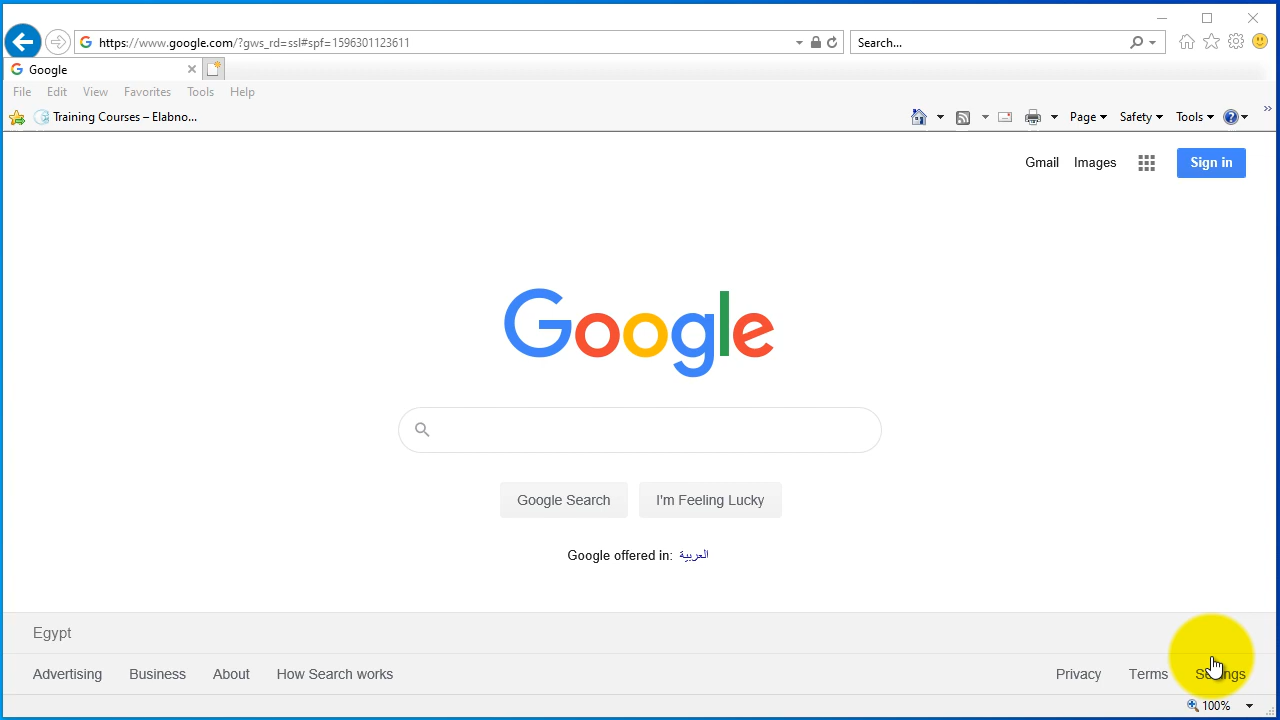 https://www.google.com/?gws_rd=ssl#spf=1596301123611
Search...
Google
File Edit View Favorites Tools Help
Training Courses – Elabno...
Page Safety Tools
Gmail Images Sign in
Google
Google Search I'm Feeling Lucky
Google offered in: العربية
Egypt
Advertising Business About How Search works Privacy Terms Settings
100%